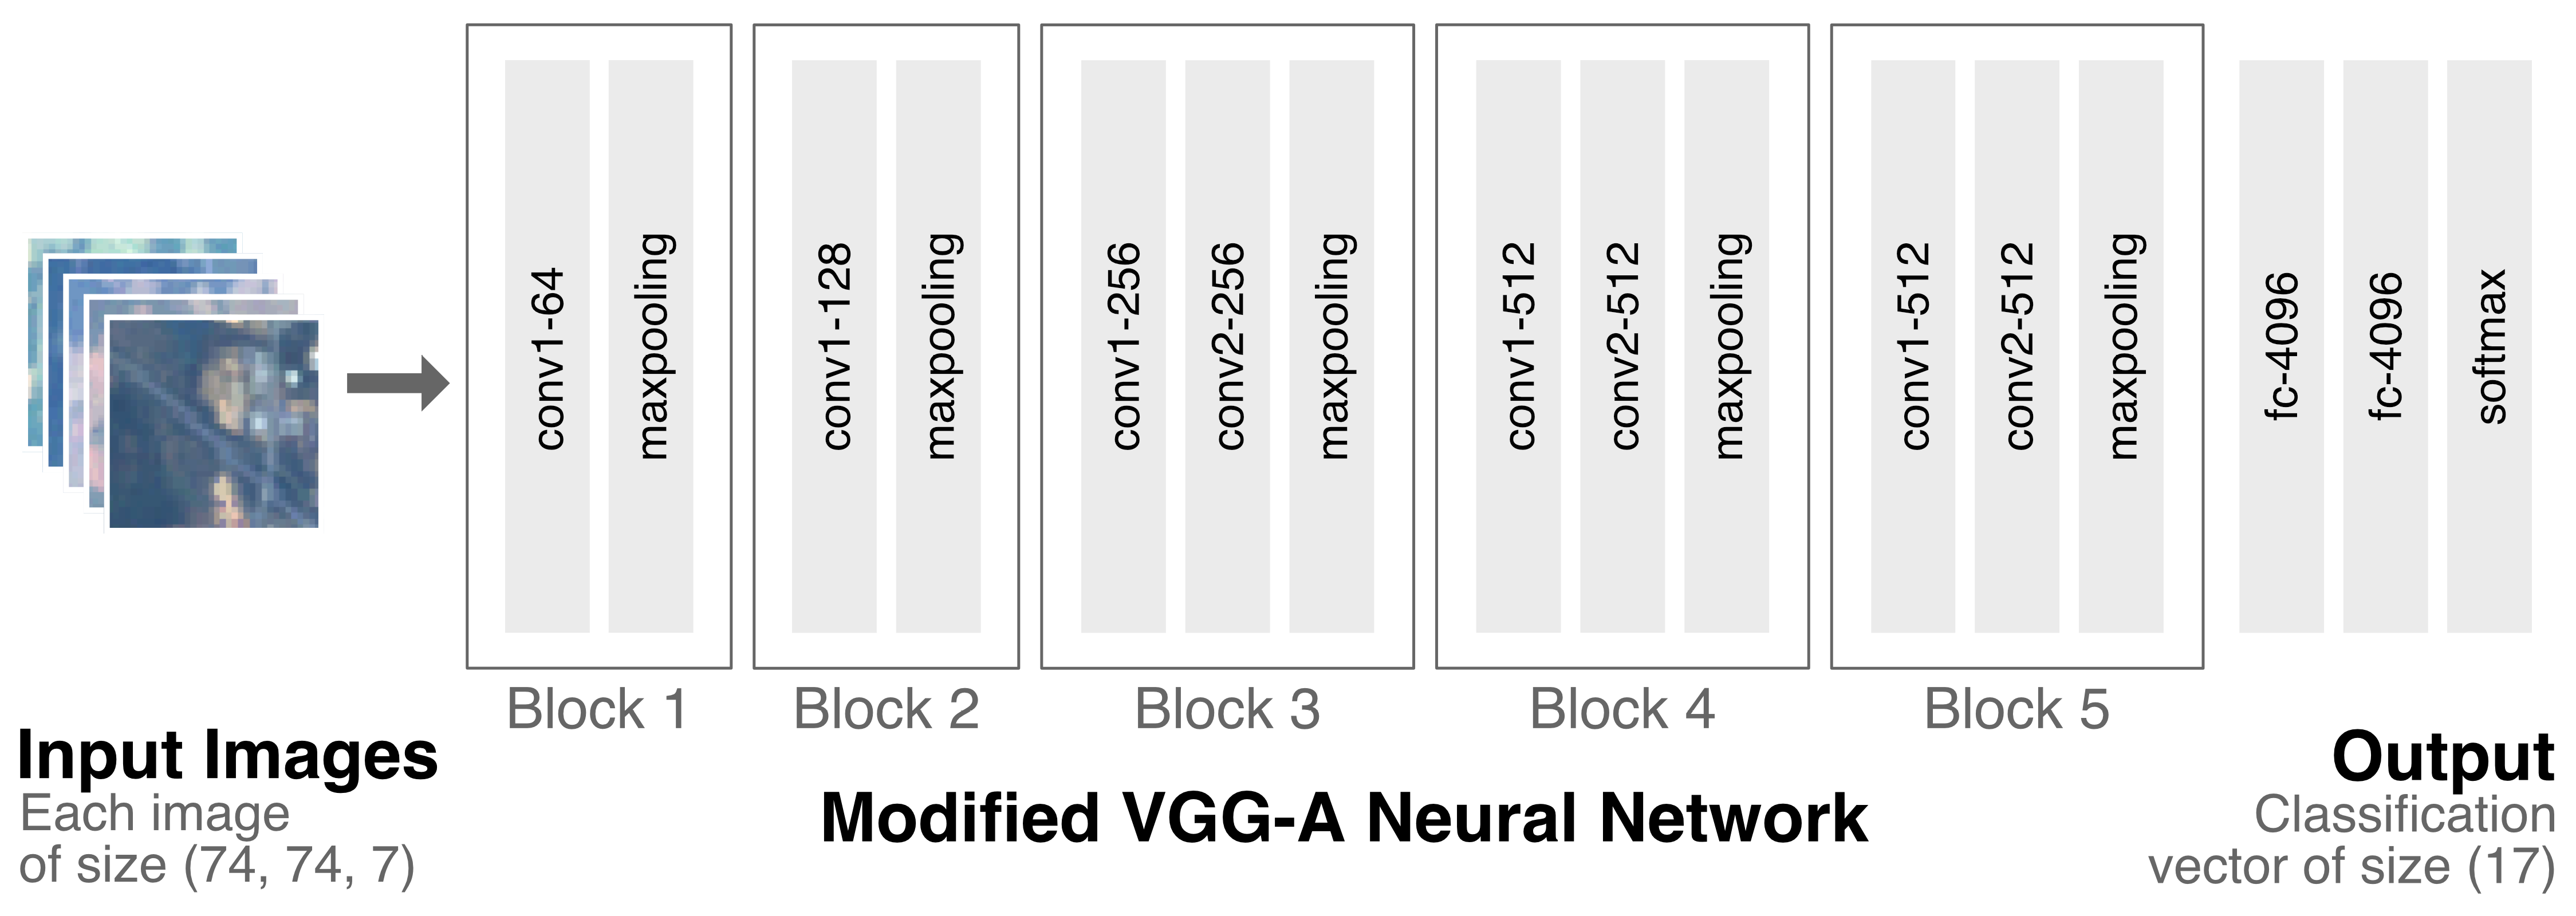 conv1-64
maxpooling
conv1-128
maxpooling
conv1-256
conv2-256
maxpooling
conv1-512
conv2-512
maxpooling
conv1-512
conv2-512
maxpooling
fc-4096
fc-4096
softmax
Block 1
Block 2
Block 3
Block 4
Block 5
Input Images
Each image
of size (74, 74, 7)
Modified VGG-A Neural Network
Output
Classification
vector of size (17)